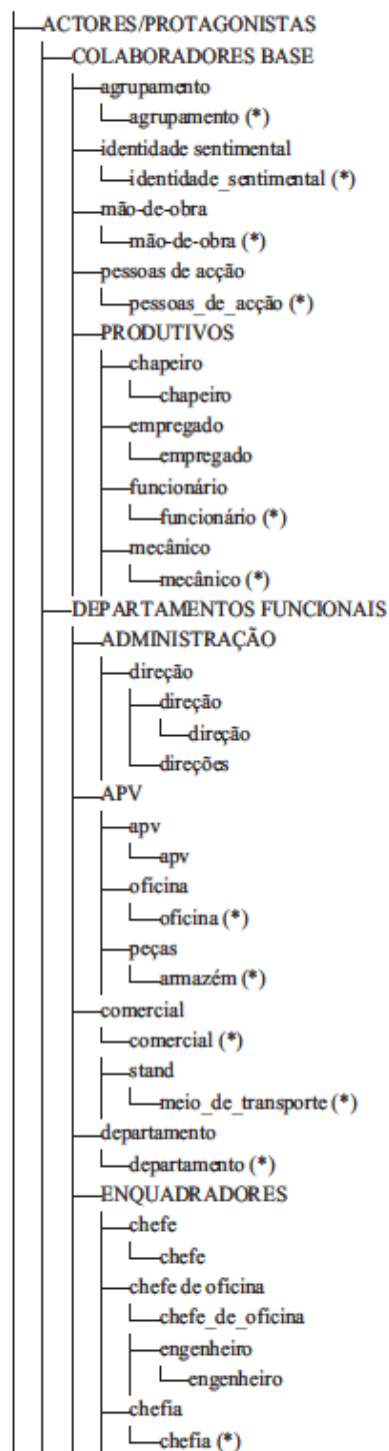 ACTORES/PROTAGONISTAS
COLABORADORES BASE
agrupamento
agrupamento (*)
identidade sentimental
identidade_sentimental (*)
mão-de-obra
mão-de-obra (*)
pessoas de acção
pessoas_de_acção (*)
PRODUTIVOS
chapeiro
chapeiro
empregado
empregado
funcionário
funcionário (*)
mecânico
mecânico (*)
DEPARTAMENTOS FUNCIONAIS
ADMINISTRAÇÃO
direção
direção
direção
direções
APV
apv
apv
oficina
oficina (*)
peças
armazém (*)
comercial
comercial (*)
stand
meio_de_transporte (*)
departamento
departamento (*)
ENQUADRADORES
chefe
chefe
chefe de oficina
chefe_de_oficina
engenheiro
engenheiro
chefia
chefia (*)